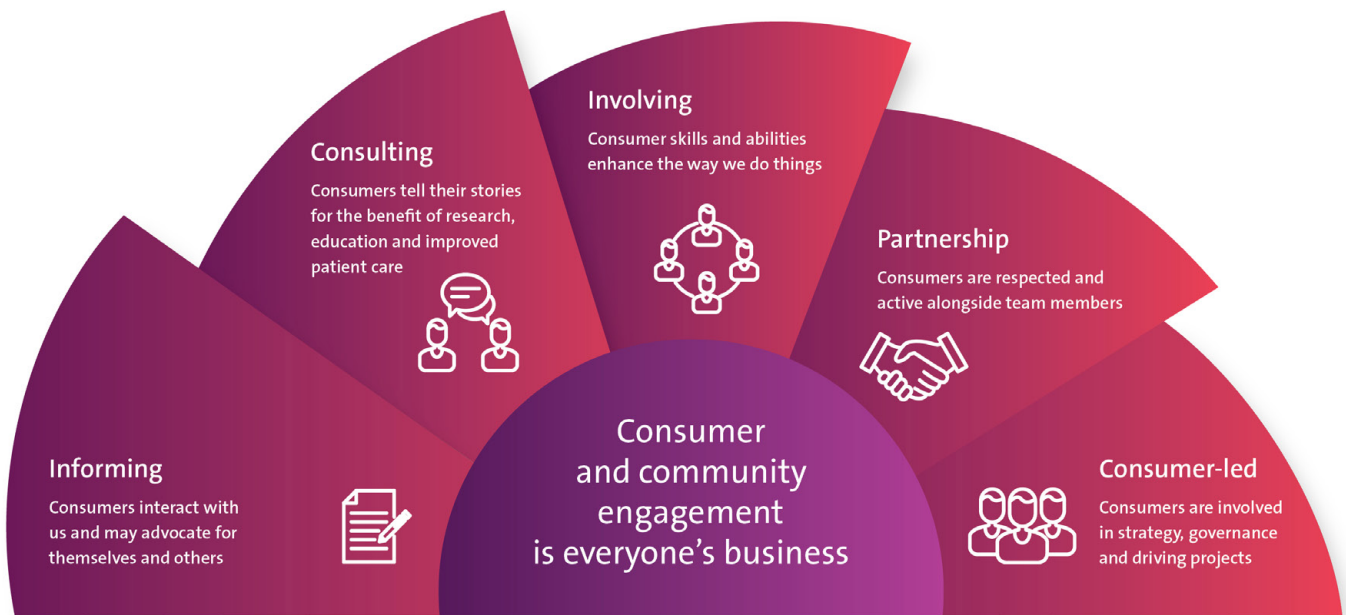 Informing
Consumers interact with
us and may advocate for
themselves and others
Consulting
Consumers tell their stories
for the benefit of research,
education and improved
patient care
Involving
Consumer skills and abilities
enhance the way we do things
Partnership
Consumers are respected and
active alongside team members
Consumer-led
Consumers are involved
in strategy, governance
and driving projects
Consumer
and community
engagement
is everyone’s business